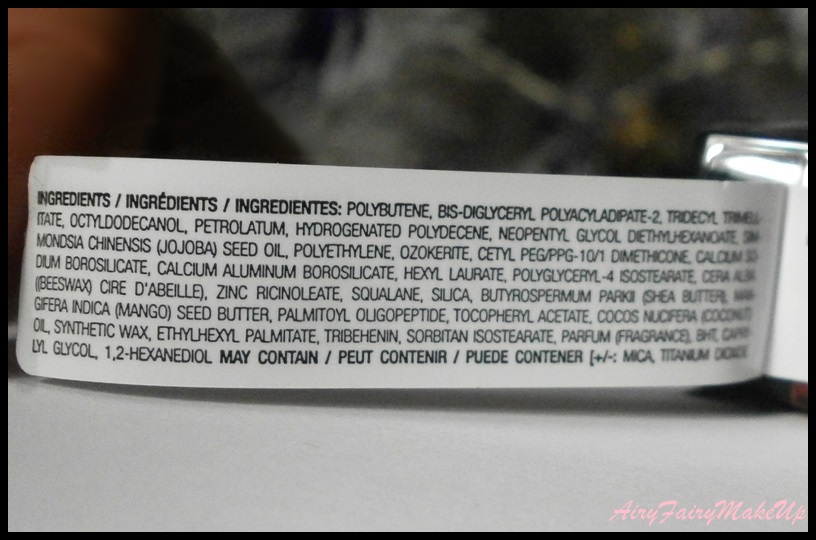 INGREDIENTS / INGRÉDIENTS / INGREDIENTES: POLYBUTENE, BIS-DIGLYCERYL POLYACYLADIPATE-2, TRIDECYL TRIMELL-
ITATE, OCTYLDODECANOL, PETROLATUM, HYDROGENATED POLYDECENE, NEOPENTYL GLYCOL DIETHYLHEXANOATE, SIM-
MONDSIA CHINENSIS (JOJOBA) SEED OIL, POLYETHYLENE, OZOKERITE, CETYL PEG/PPG-10/1 DIMETHICONE, CALCIUM SO-
DIUM BOROSILICATE, CALCIUM ALUMINUM BOROSILICATE, HEXYL LAURATE, POLYGLYCERYL-4 ISOSTEARATE, CERA ALBA
((BEESWAX) CIRE D'ABEILLE), ZINC RICINOLEATE, SQUALANE, SILICA, BUTYROSPERMUM PARKII (SHEA BUTTER), MAN-
GIFERA INDICA (MANGO) SEED BUTTER, PALMITOYL OLIGOPEPTIDE, TOCOPHERYL ACETATE, COCOS NUCIFERA (COCONUT)
OIL, SYNTHETIC WAX, ETHYLHEXYL PALMITATE, TRIBEHENIN, SORBITAN ISOSTEARATE, PARFUM (FRAGRANCE), BHT, CAPRY-
LYL GLYCOL, 1,2-HEXANEDIOL MAY CONTAIN / PEUT CONTENIR / PUEDE CONTENER [+/-: MICA, TITANIUM DIOXIDE
AiryFairyMakeUp